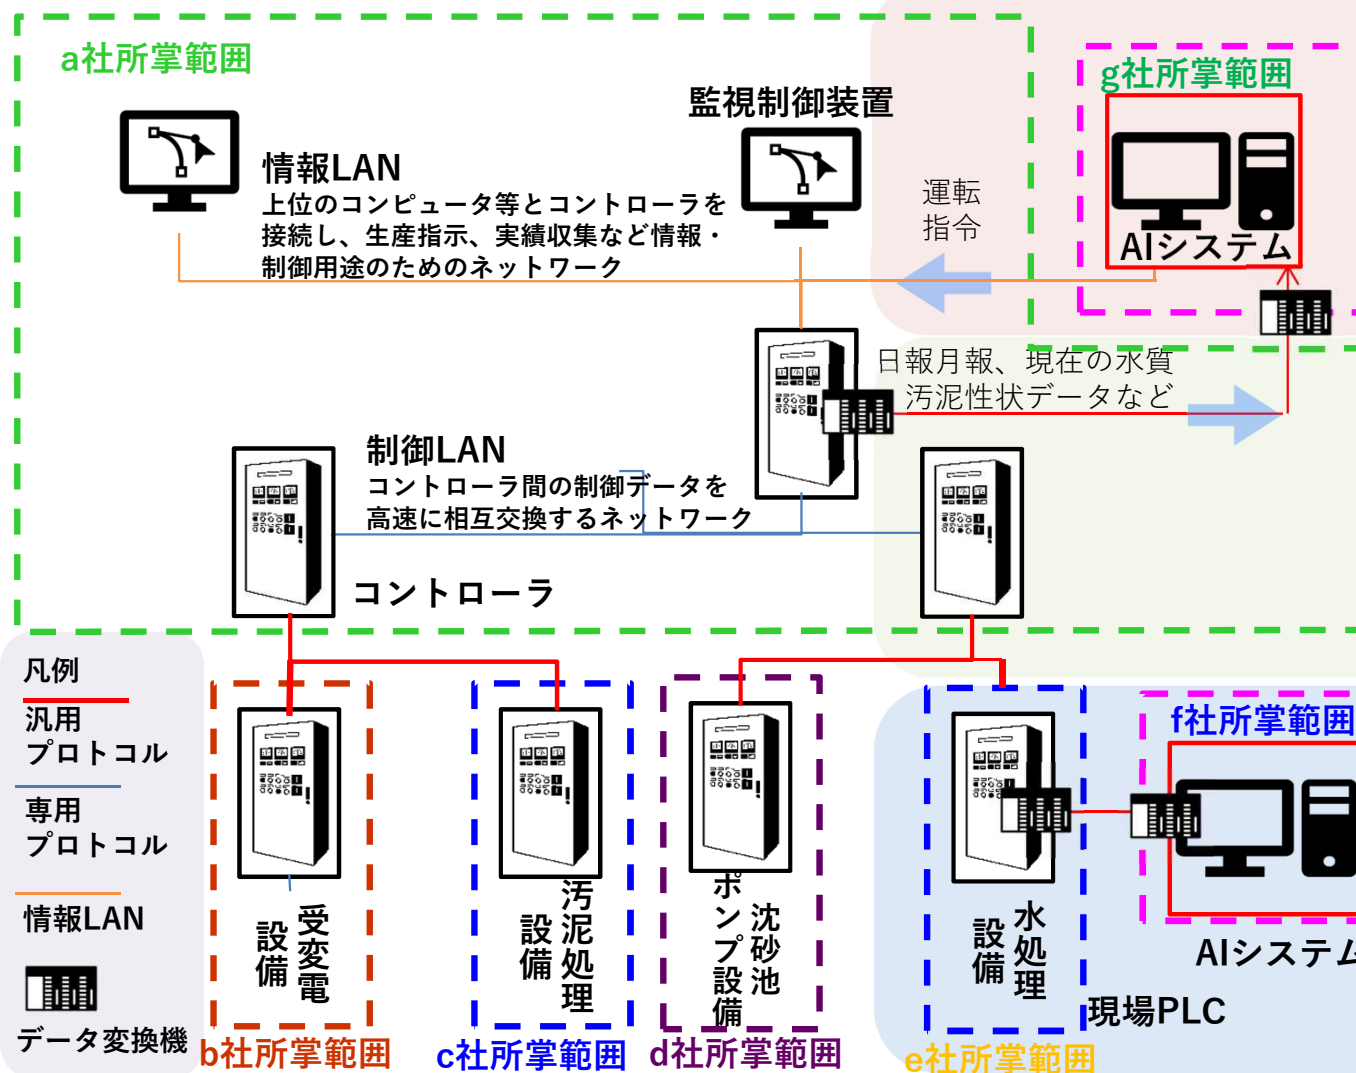 a社所掌範囲
g社所掌範囲
監視制御装置
情報LAN
上位のコンピュータ等とコントローラを
接続し、生産指示、実績収集など情報・
制御用途のためのネットワーク
運転
指令
AIシステム
日報月報、現在の水質
汚泥性状データなど
制御LAN
コントローラ間の制御データを
高速に相互交換するネットワーク
コントローラ
凡例
汎用
プロトコル
専用
プロトコル
情報LAN
データ変換機
受変電
設備
b社所掌範囲
汚泥処理
設備
c社所掌範囲
沈砂池
ポンプ設備
d社所掌範囲
水処理
設備
現場PLC
e社所掌範囲
f社所掌範囲
AIシステム